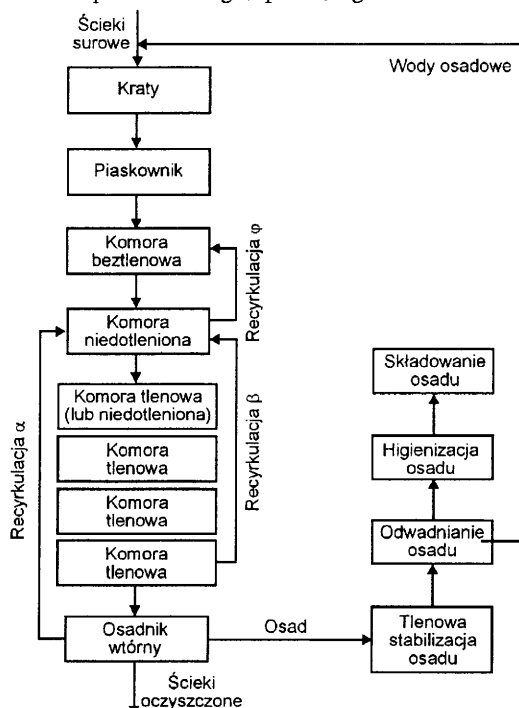 Ścieki
surowe
Wody osadowe
Kraty
Piaskownik
Komora
beztlenowa
Recyrkulacja φ
Komora
niedotleniona
Komora tlenowa
(lub niedotleniona)
Komora
tlenowa
Komora
tlenowa
Komora
tlenowa
Recyrkulacja α
Recyrkulacja β
Osadnik
wtórny
Osad
Ścieki
oczyszczone
Składowanie
osadu
Higienizacja
osadu
Odwadnianie
osadu
Tlenowa
stabilizacja
osadu